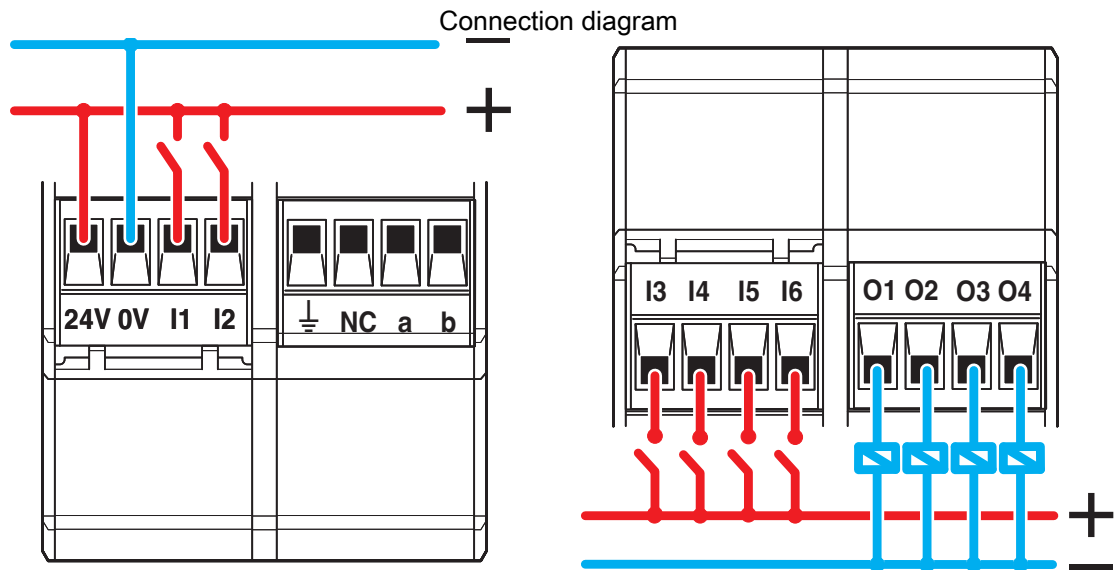 Connection diagram
−
+
24V 0V I1 I2
⏚ NC a b
I3 I4 I5 I6
O1 O2 O3 O4
+
−